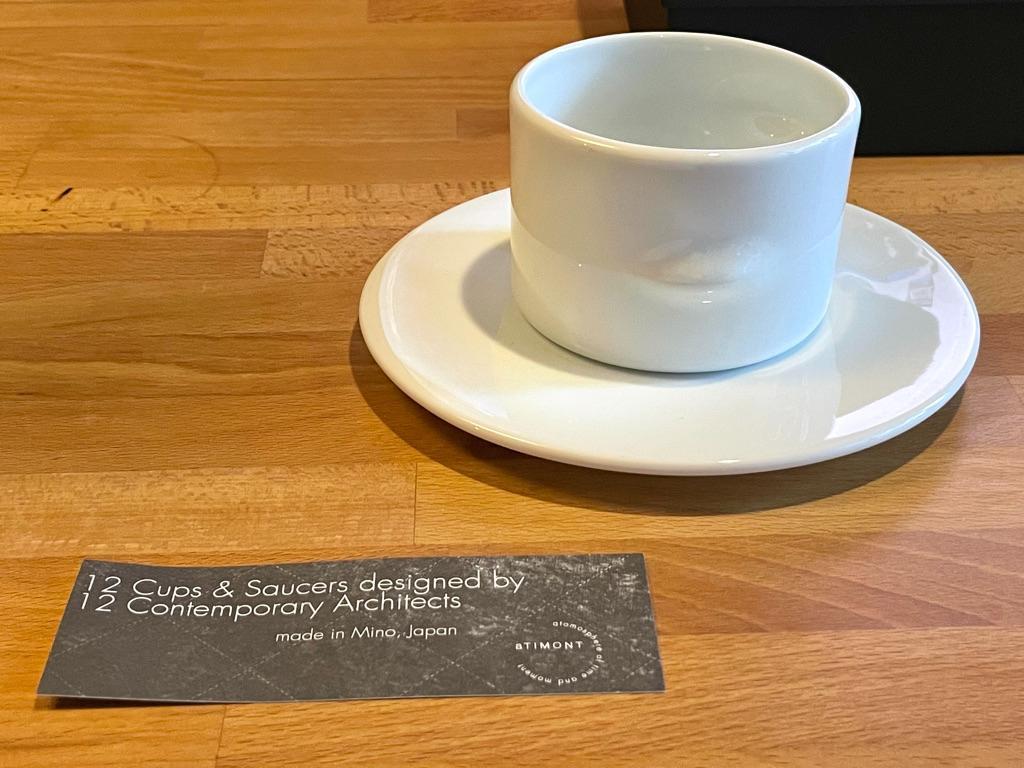 12 Cups & Saucers designed by
12 Contemporary Architects
made in Mino, Japan
aTIMONT
atomosphere of time and moment